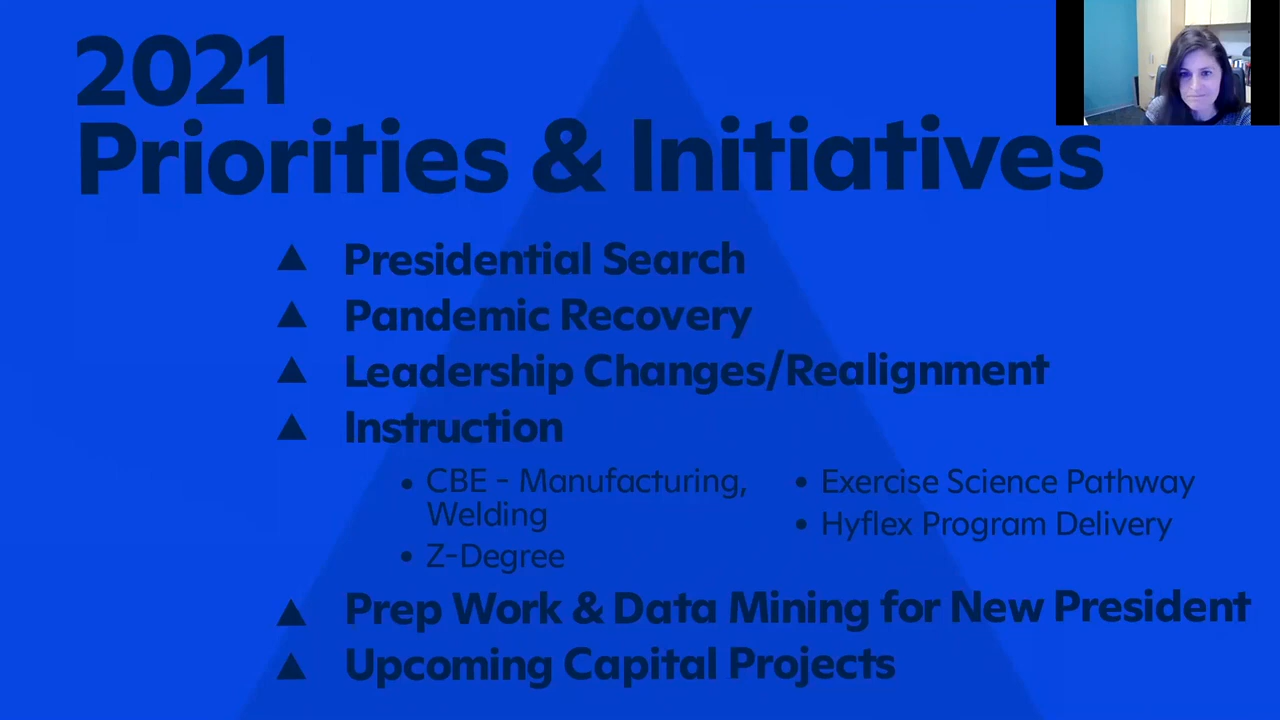 2021
Priorities & Initiatives
Presidential Search
Pandemic Recovery
Leadership Changes/Realignment
Instruction
CBE - Manufacturing,
Welding
Z-Degree
Exercise Science Pathway
Hyflex Program Delivery
Prep Work & Data Mining for New President
Upcoming Capital Projects